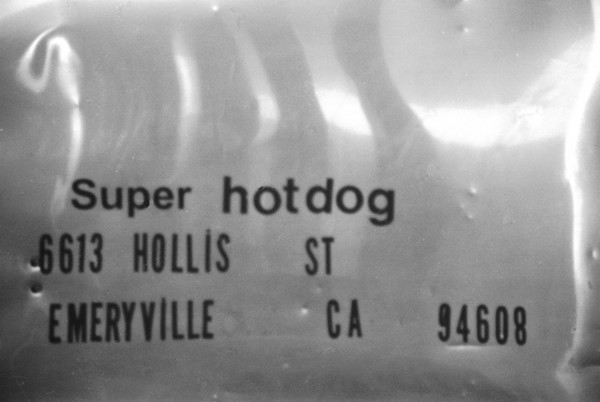 Super hotdog
6613 HOLLIS ST
EMERYVILLE CA 94608